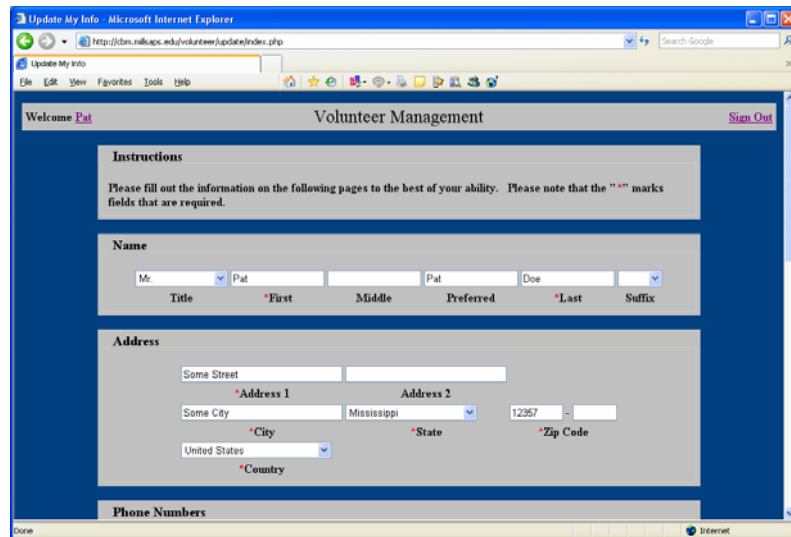 Update My Info - Microsoft Internet Explorer
http://cbm.millsaps.edu/volunteer/update/index.php
Search Google
Update My Info
File Edit View Favorites Tools Help
Welcome Pat Volunteer Management Sign Out
Instructions
Please fill out the information on the following pages to the best of your ability. Please note that the "*" marks
fields that are required.
Name
Mr. Pat Pat Doe
Title *First Middle Preferred *Last Suffix
Address
Some Street
*Address 1 Address 2
Some City Mississippi 12357 -
*City *State *Zip Code
United States
*Country
Phone Numbers
Done Internet